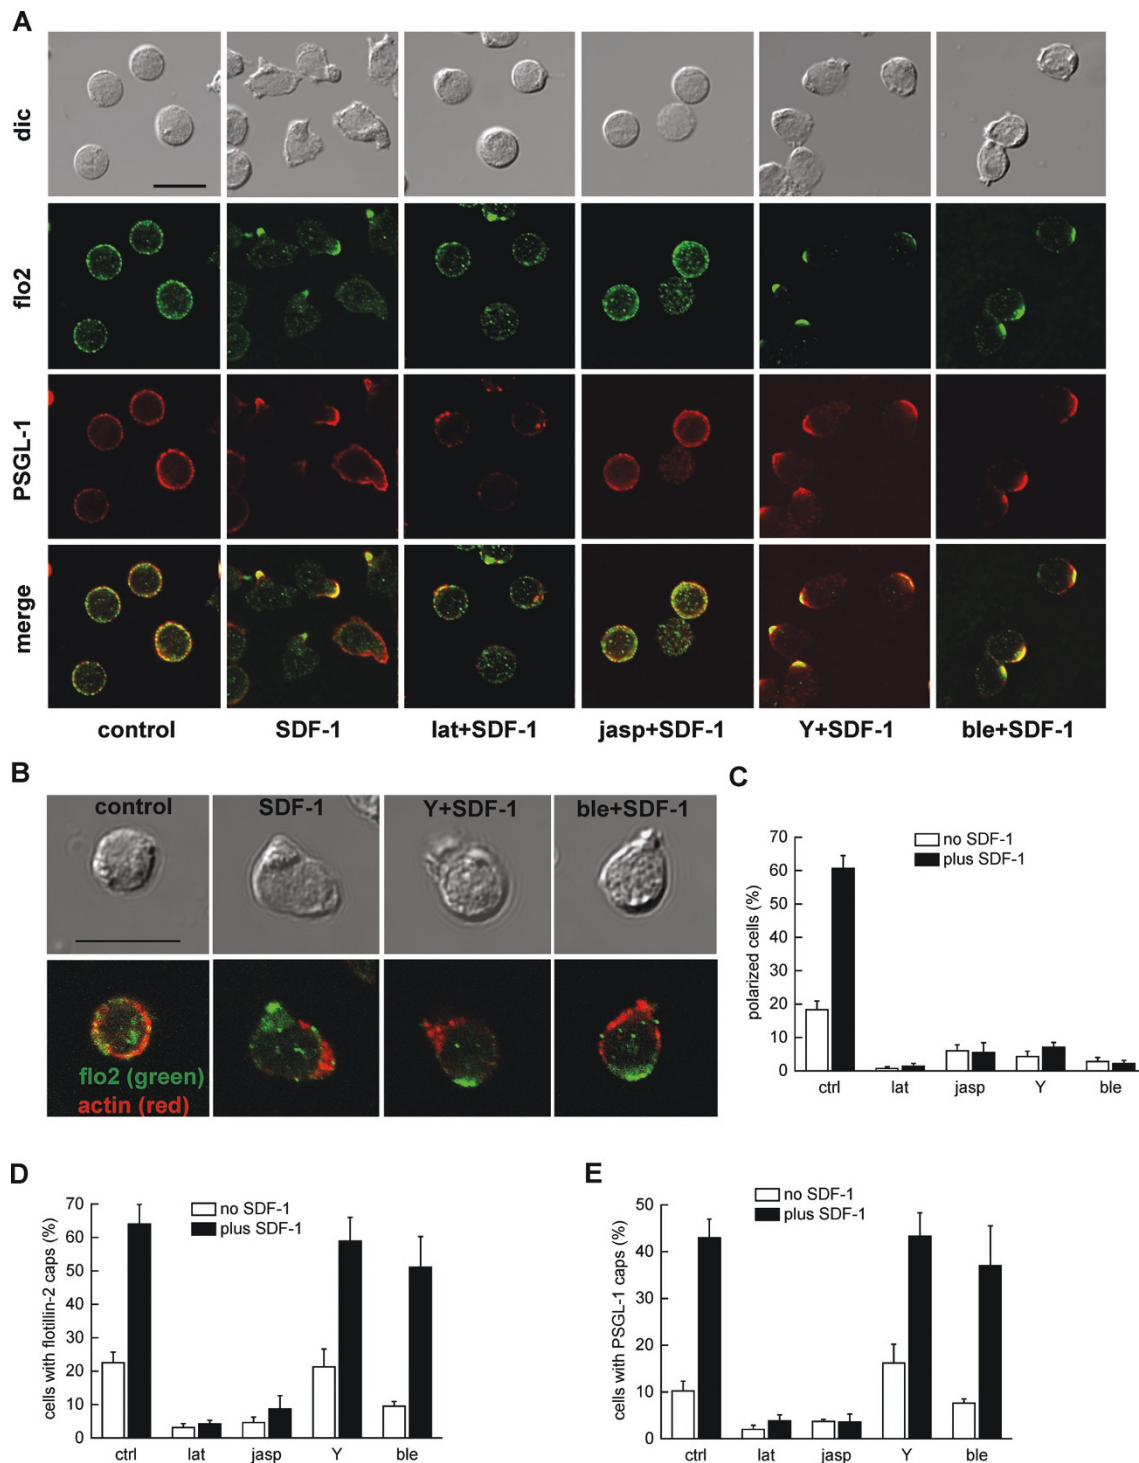 A
dic
flo2
PSGL-1
merge
control SDF-1 lat+SDF-1 jasp+SDF-1 Y+SDF-1 ble+SDF-1
B
control SDF-1 Y+SDF-1 ble+SDF-1
flo2 (green)
actin (red)
C
no SDF-1
plus SDF-1
polarized cells (%)
70
60
50
40
30
20
10
0
ctrl lat jasp Y ble
D
no SDF-1
plus SDF-1
cells with flotillin-2 caps (%)
70
60
50
40
30
20
10
0
ctrl lat jasp Y ble
E
no SDF-1
plus SDF-1
cells with PSGL-1 caps (%)
50
40
30
20
10
0
ctrl lat jasp Y ble